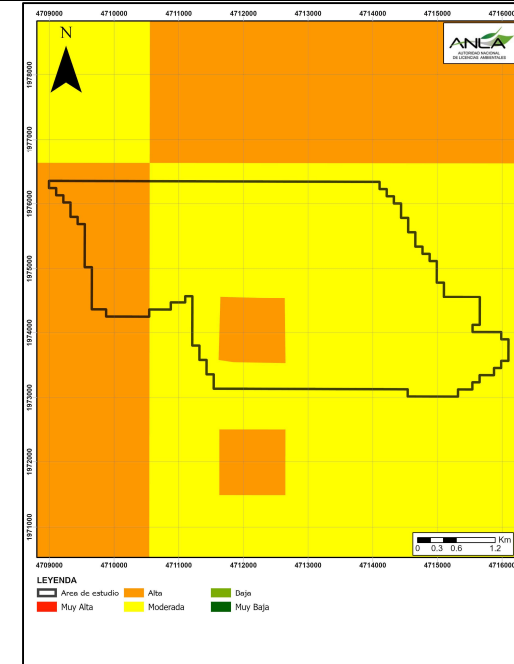 4709000 4710000 4711000 4712000 4713000 4714000 4715000 4716000
N
ANLA
AUTORIDAD NACIONAL
DE LICENCIAS AMBIENTALES
1978000
1977000
1976000
1975000
1974000
1973000
1972000
1971000
Km
0 0.3 0.6 1.2
4709000 4710000 4711000 4712000 4713000 4714000 4715000 4716000
LEYENDA
Area de estudio Alta Baja
Muy Alta Moderada Muy Baja